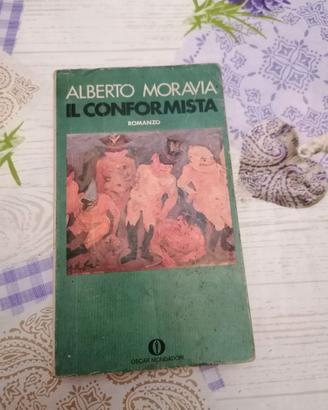 ALBERTO MORAVIA
IL CONFORMISTA
ROMANZO
OSCAR MONDADORI